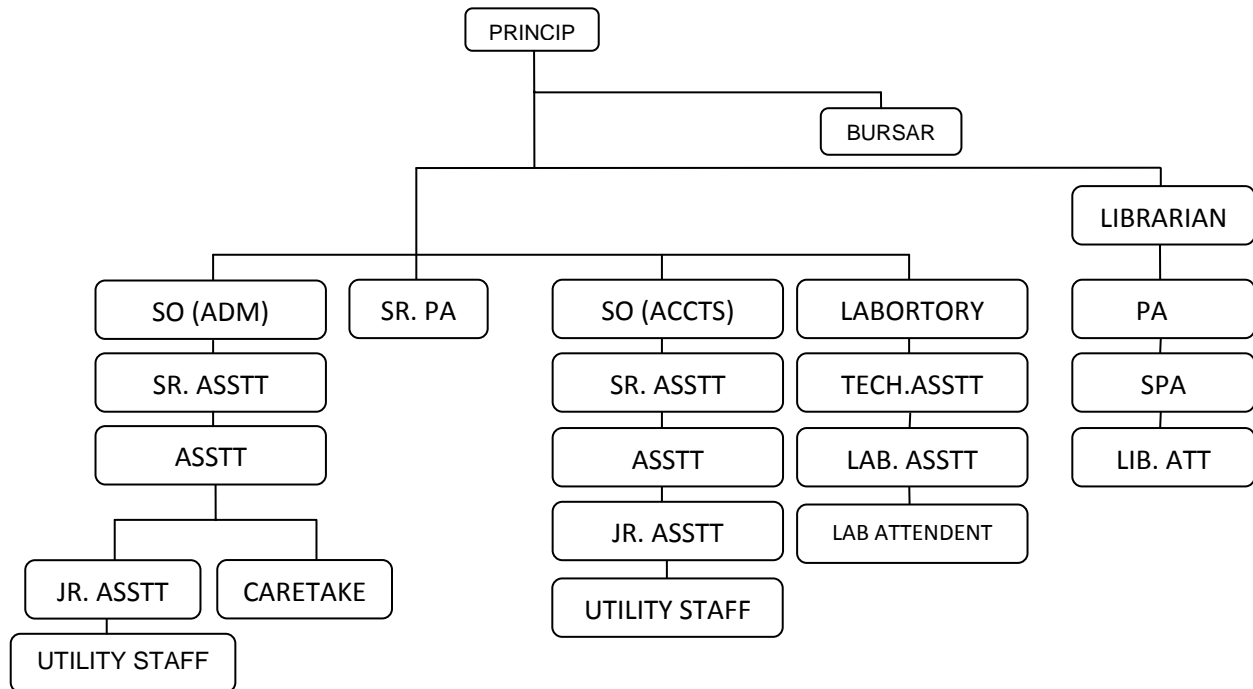 PRINCIP
BURSAR
LIBRARIAN
SO (ADM)
SR. PA
SO (ACCTS)
LABORTORY
PA
SR. ASSTT
SR. ASSTT
TECH.ASSTT
SPA
ASSTT
ASSTT
LAB. ASSTT
LIB. ATT
JR. ASSTT
LAB ATTENDENT
JR. ASSTT
CARETAKE
UTILITY STAFF
UTILITY STAFF